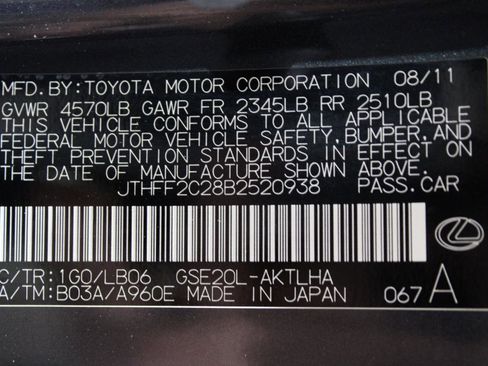 MFD.BY:TOYOTA MOTOR CORPORATION 08/11
GVWR 4570LB GAWR FR 2345LB RR 2510LB
THIS VEHICLE CONFORMS TO ALL APPLICABLE
FEDERAL MOTOR VEHICLE SAFETY,BUMPER,AND
THEFT PREVENTION STANDARDS IN EFFECT ON
THE DATE OF MANUFACTURE SHOWN ABOVE.
JTHFF2C28B2520938 PASS.CAR
C/TR:1G0/LB06 GSE20L-AKTLHA
A/TM:B03A/A960E MADE IN JAPAN 067 A